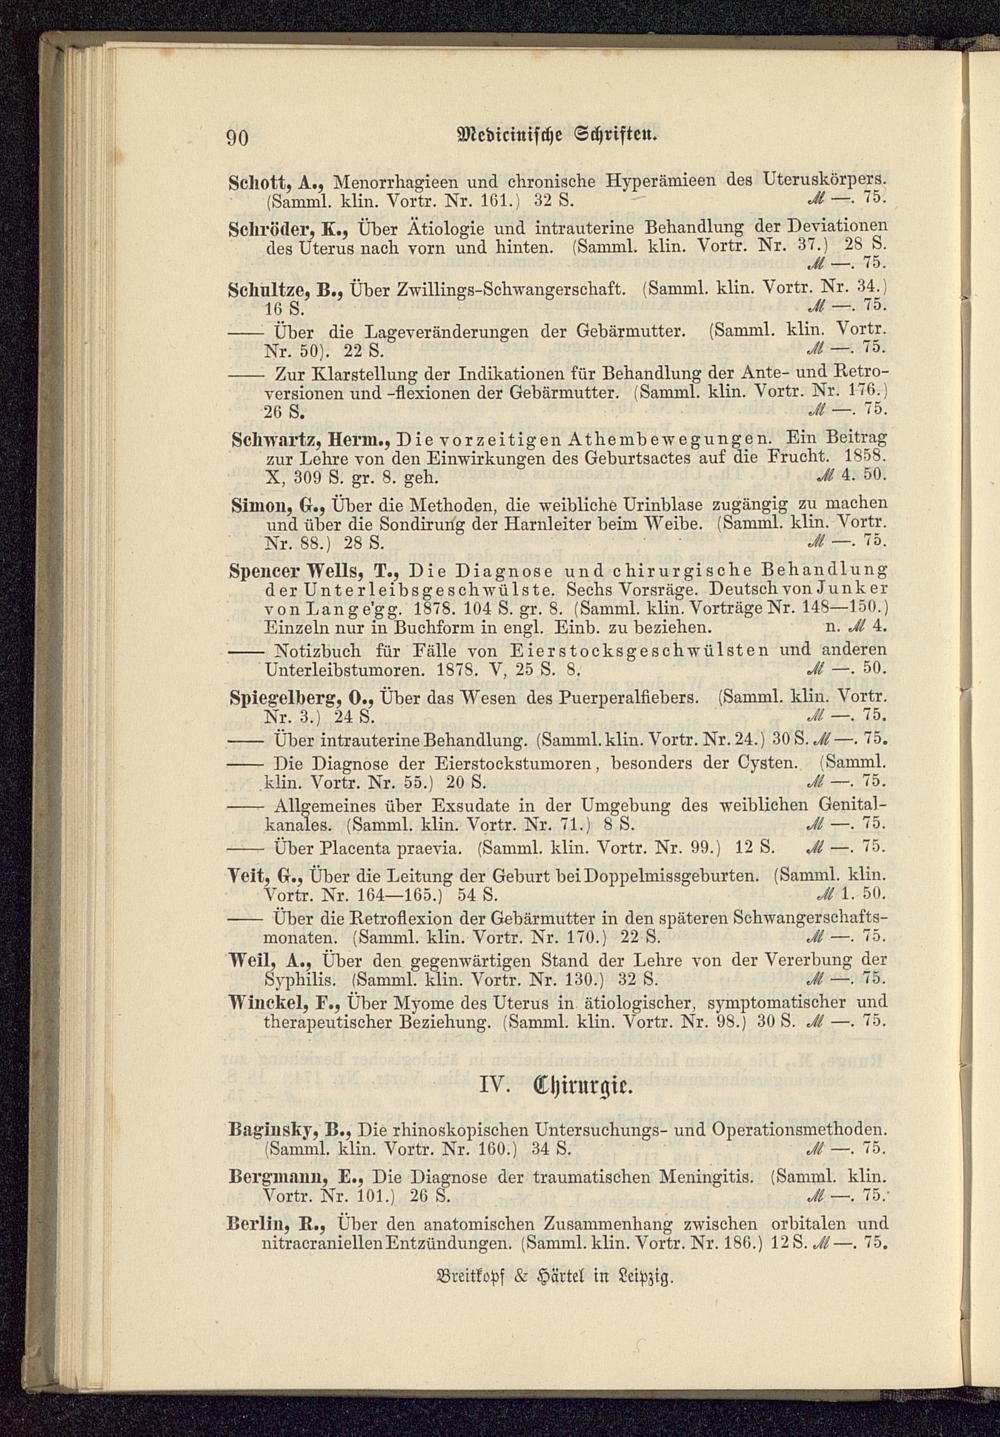 90
Medicinische Schriften.
Schott, A., Menorrhagieen und chronische Hyperämieen des Uteruskörpers.
(Samml. klin. Vortr. Nr. 161.) 32 S. ℳ —. 75.
Schröder, K., Über Ätiologie und intrauterine Behandlung der Deviationen
des Uterus nach vorn und hinten. (Samml. klin. Vortr. Nr. 37.) 28 S.
ℳ —. 75.
Schultze, B., Über Zwillings-Schwangerschaft. (Samml. klin. Vortr. Nr. 34.)
16 S. ℳ —. 75.
—— Über die Lageveränderungen der Gebärmutter. (Samml. klin. Vortr.
Nr. 50). 22 S. ℳ —. 75.
—— Zur Klarstellung der Indikationen für Behandlung der Ante- und Retro-
versionen und -flexionen der Gebärmutter. (Samml. klin. Vortr. Nr. 176.)
26 S. ℳ —. 75.
Schwartz, Herm., Die vorzeitigen Athembewegungen. Ein Beitrag
zur Lehre von den Einwirkungen des Geburtsactes auf die Frucht. 1858.
X, 309 S. gr. 8. geh. ℳ 4. 50.
Simon, G., Über die Methoden, die weibliche Urinblase zugängig zu machen
und über die Sondirung der Harnleiter beim Weibe. (Samml. klin. Vortr.
Nr. 88.) 28 S. ℳ —. 75.
Spencer Wells, T., Die Diagnose und chirurgische Behandlung
der Unterleibsgeschwülste. Sechs Vorsräge. Deutsch von Junker
von Lange'gg. 1878. 104 S. gr. 8. (Samml. klin. Vorträge Nr. 148—150.)
Einzeln nur in Buchform in engl. Einb. zu beziehen. n. ℳ 4.
—— Notizbuch für Fälle von Eierstocksgeschwülsten und anderen
Unterleibstumoren. 1878. V, 25 S. 8. ℳ —. 50.
Spiegelberg, O., Über das Wesen des Puerperalfiebers. (Samml. klin. Vortr.
Nr. 3.) 24 S. ℳ —. 75.
—— Über intrauterine Behandlung. (Samml. klin. Vortr. Nr. 24.) 30 S. ℳ —. 75.
—— Die Diagnose der Eierstockstumoren, besonders der Cysten. (Samml.
klin. Vortr. Nr. 55.) 20 S. ℳ —. 75.
—— Allgemeines über Exsudate in der Umgebung des weiblichen Genital-
kanales. (Samml. klin. Vortr. Nr. 71.) 8 S. ℳ —. 75.
—— Über Placenta praevia. (Samml. klin. Vortr. Nr. 99.) 12 S. ℳ —. 75.
Veit, G., Über die Leitung der Geburt bei Doppelmissgeburten. (Samml. klin.
Vortr. Nr. 164—165.) 54 S. ℳ 1. 50.
—— Über die Retroflexion der Gebärmutter in den späteren Schwangerschafts-
monaten. (Samml. klin. Vortr. Nr. 170.) 22 S. ℳ —. 75.
Weil, A., Über den gegenwärtigen Stand der Lehre von der Vererbung der
Syphilis. (Samml. klin. Vortr. Nr. 130.) 32 S. ℳ —. 75.
Winckel, F., Über Myome des Uterus in ätiologischer, symptomatischer und
therapeutischer Beziehung. (Samml. klin. Vortr. Nr. 98.) 30 S. ℳ —. 75.
IV. Chirurgie.
Baginsky, B., Die rhinoskopischen Untersuchungs- und Operationsmethoden.
(Samml. klin. Vortr. Nr. 160.) 34 S. ℳ —. 75.
Bergmann, E., Die Diagnose der traumatischen Meningitis. (Samml. klin.
Vortr. Nr. 101.) 26 S. ℳ —. 75.
Berlin, R., Über den anatomischen Zusammenhang zwischen orbitalen und
nitracraniellen Entzündungen. (Samml. klin. Vortr. Nr. 186.) 12 S. ℳ —. 75.
Breitkopf & Härtel in Leipzig.